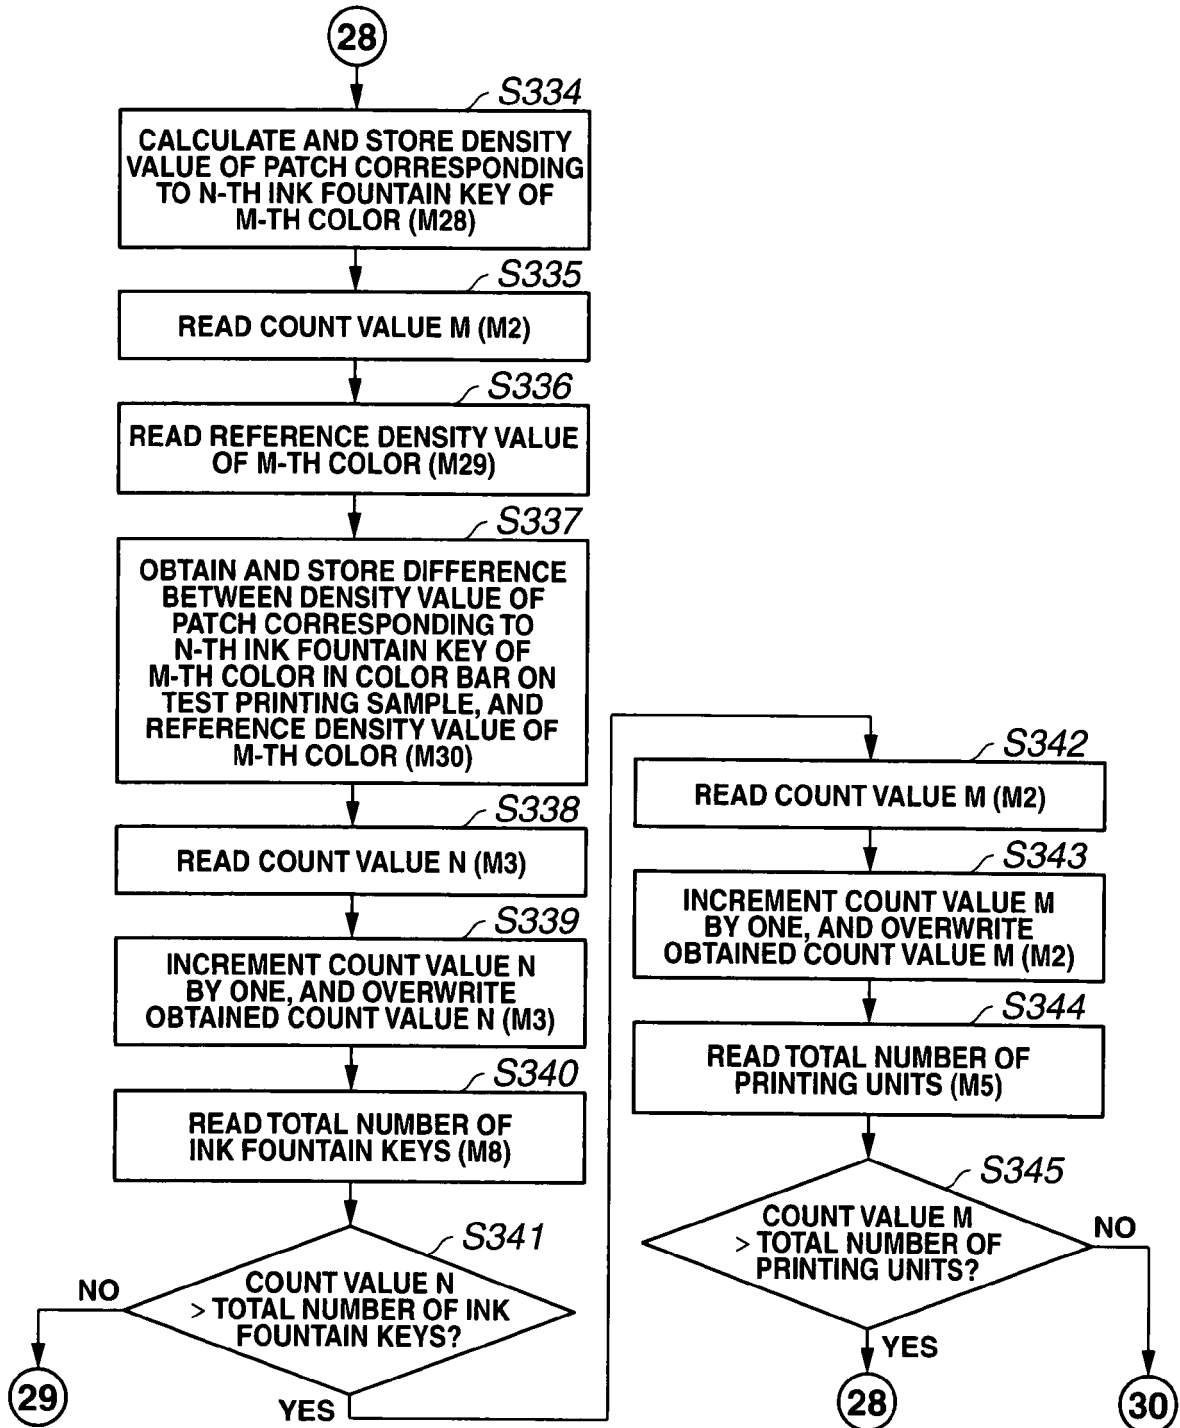 28
S334
CALCULATE AND STORE DENSITY
VALUE OF PATCH CORRESPONDING
TO N-TH INK FOUNTAIN KEY OF
M-TH COLOR (M28)
S335
READ COUNT VALUE M (M2)
S336
READ REFERENCE DENSITY VALUE
OF M-TH COLOR (M29)
S337
OBTAIN AND STORE DIFFERENCE
BETWEEN DENSITY VALUE OF
PATCH CORRESPONDING TO
N-TH INK FOUNTAIN KEY OF
M-TH COLOR IN COLOR BAR ON
TEST PRINTING SAMPLE, AND
REFERENCE DENSITY VALUE OF
M-TH COLOR (M30)
S338
READ COUNT VALUE N (M3)
S339
INCREMENT COUNT VALUE N
BY ONE, AND OVERWRITE
OBTAINED COUNT VALUE N (M3)
S340
READ TOTAL NUMBER OF
INK FOUNTAIN KEYS (M8)
S341
COUNT VALUE N
> TOTAL NUMBER OF INK
FOUNTAIN KEYS?
NO
29
YES
S342
READ COUNT VALUE M (M2)
S343
INCREMENT COUNT VALUE M
BY ONE, AND OVERWRITE
OBTAINED COUNT VALUE M (M2)
S344
READ TOTAL NUMBER OF
PRINTING UNITS (M5)
S345
COUNT VALUE M
> TOTAL NUMBER OF
PRINTING UNITS?
NO
YES
28
30